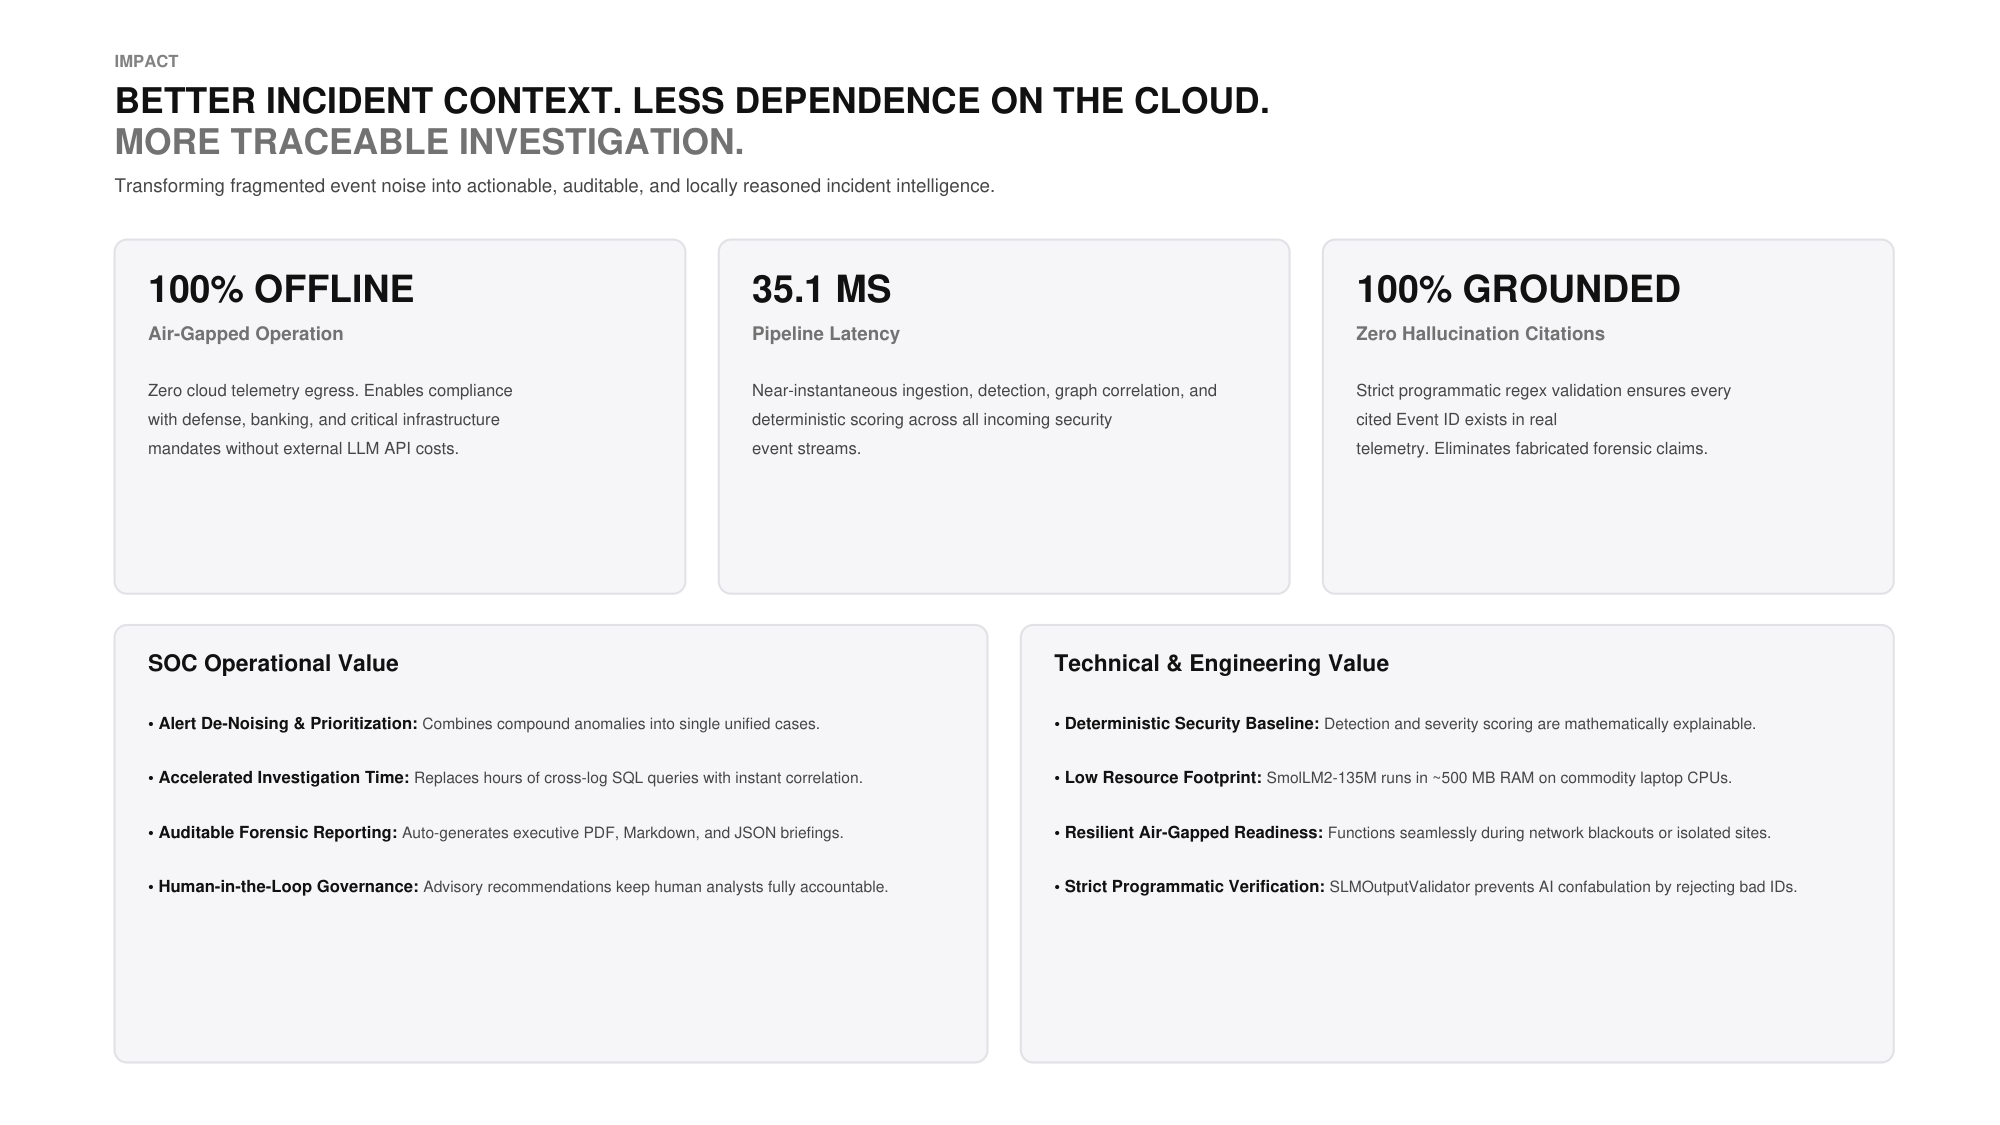 IMPACT
BETTER INCIDENT CONTEXT. LESS DEPENDENCE ON THE CLOUD.
MORE TRACEABLE INVESTIGATION.
Transforming fragmented event noise into actionable, auditable, and locally reasoned incident intelligence.
100% OFFLINE
Air-Gapped Operation
Zero cloud telemetry egress. Enables compliance
with defense, banking, and critical infrastructure
mandates without external LLM API costs.
35.1 MS
Pipeline Latency
Near-instantaneous ingestion, detection, graph correlation, and
deterministic scoring across all incoming security
event streams.
100% GROUNDED
Zero Hallucination Citations
Strict programmatic regex validation ensures every
cited Event ID exists in real
telemetry. Eliminates fabricated forensic claims.
SOC Operational Value
• Alert De-Noising & Prioritization: Combines compound anomalies into single unified cases.
• Accelerated Investigation Time: Replaces hours of cross-log SQL queries with instant correlation.
• Auditable Forensic Reporting: Auto-generates executive PDF, Markdown, and JSON briefings.
• Human-in-the-Loop Governance: Advisory recommendations keep human analysts fully accountable.
Technical & Engineering Value
• Deterministic Security Baseline: Detection and severity scoring are mathematically explainable.
• Low Resource Footprint: SmolLM2-135M runs in ~500 MB RAM on commodity laptop CPUs.
• Resilient Air-Gapped Readiness: Functions seamlessly during network blackouts or isolated sites.
• Strict Programmatic Verification: SLMOutputValidator prevents AI confabulation by rejecting bad IDs.